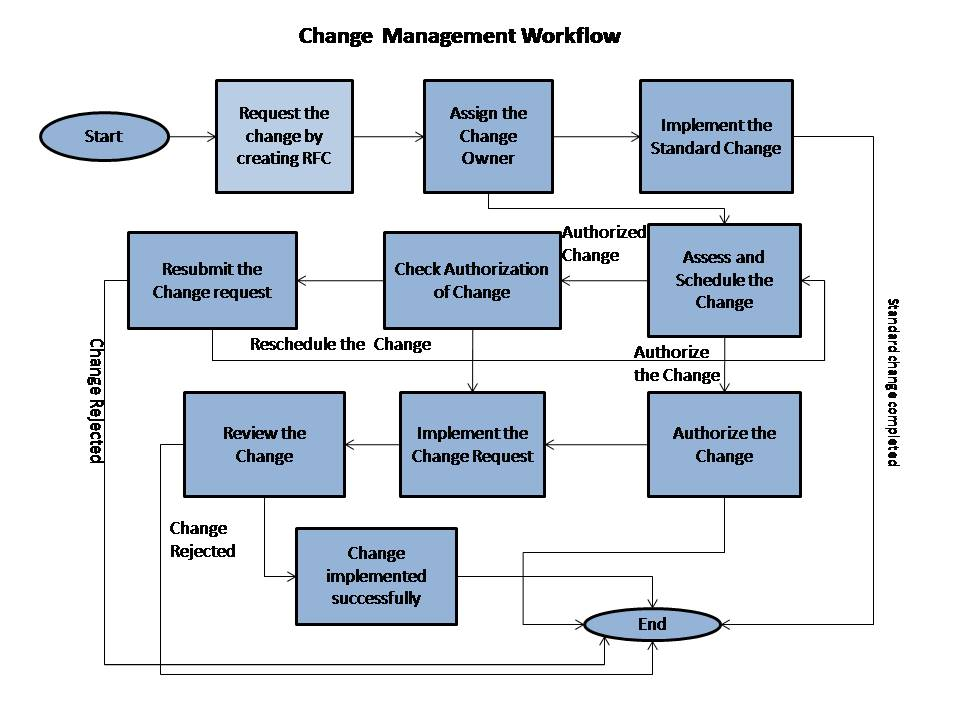 Change Management Workflow
Start
Request the
change by
creating RFC
Assign the
Change
Owner
Implement the
Standard Change
Authorized
Change
Resubmit the
Change request
Check Authorization
of Change
Assess and
Schedule the
Change
Standard change completed
Reschedule the Change
Authorize
the Change
Change Rejected
Review the
Change
Implement the
Change Request
Authorize the
Change
Change
Rejected
Change
implemented
successfully
End